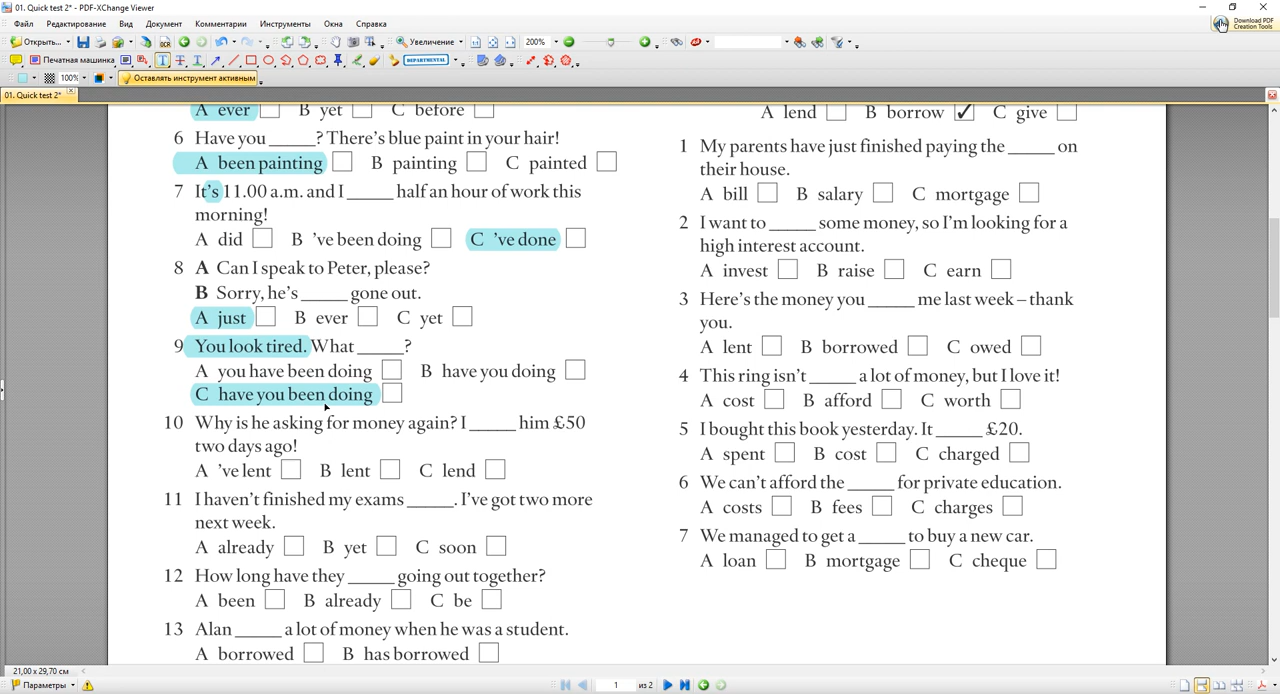 01. Quick test 2* - PDF-XChange Viewer
Файл Редактирование Вид Документ Комментарии Инструменты Окна Справка
Download PDF Creation Tools
Открыть... OCR Увеличение 200%
Печатная машинка DEPARTMENTAL
100% Оставлять инструмент активным
01. Quick test 2*
A ever B yet C before
6 Have you _____? There's blue paint in your hair!
A been painting B painting C painted
7 It's 11.00 a.m. and I _____ half an hour of work this
morning!
A did B 've been doing C 've done
8 A Can I speak to Peter, please?
B Sorry, he's _____ gone out.
A just B ever C yet
9 You look tired. What _____?
A you have been doing B have you doing
C have you been doing
10 Why is he asking for money again? I _____ him £50
two days ago!
A 've lent B lent C lend
11 I haven't finished my exams _____. I've got two more
next week.
A already B yet C soon
12 How long have they _____ going out together?
A been B already C be
13 Alan _____ a lot of money when he was a student.
A borrowed B has borrowed
A lend B borrow ✓ C give
1 My parents have just finished paying the _____ on
their house.
A bill B salary C mortgage
2 I want to _____ some money, so I'm looking for a
high interest account.
A invest B raise C earn
3 Here's the money you _____ me last week – thank
you.
A lent B borrowed C owed
4 This ring isn't _____ a lot of money, but I love it!
A cost B afford C worth
5 I bought this book yesterday. It _____ £20.
A spent B cost C charged
6 We can't afford the _____ for private education.
A costs B fees C charges
7 We managed to get a _____ to buy a new car.
A loan B mortgage C cheque
21,00 x 29,70 см
Параметры 1 из 2